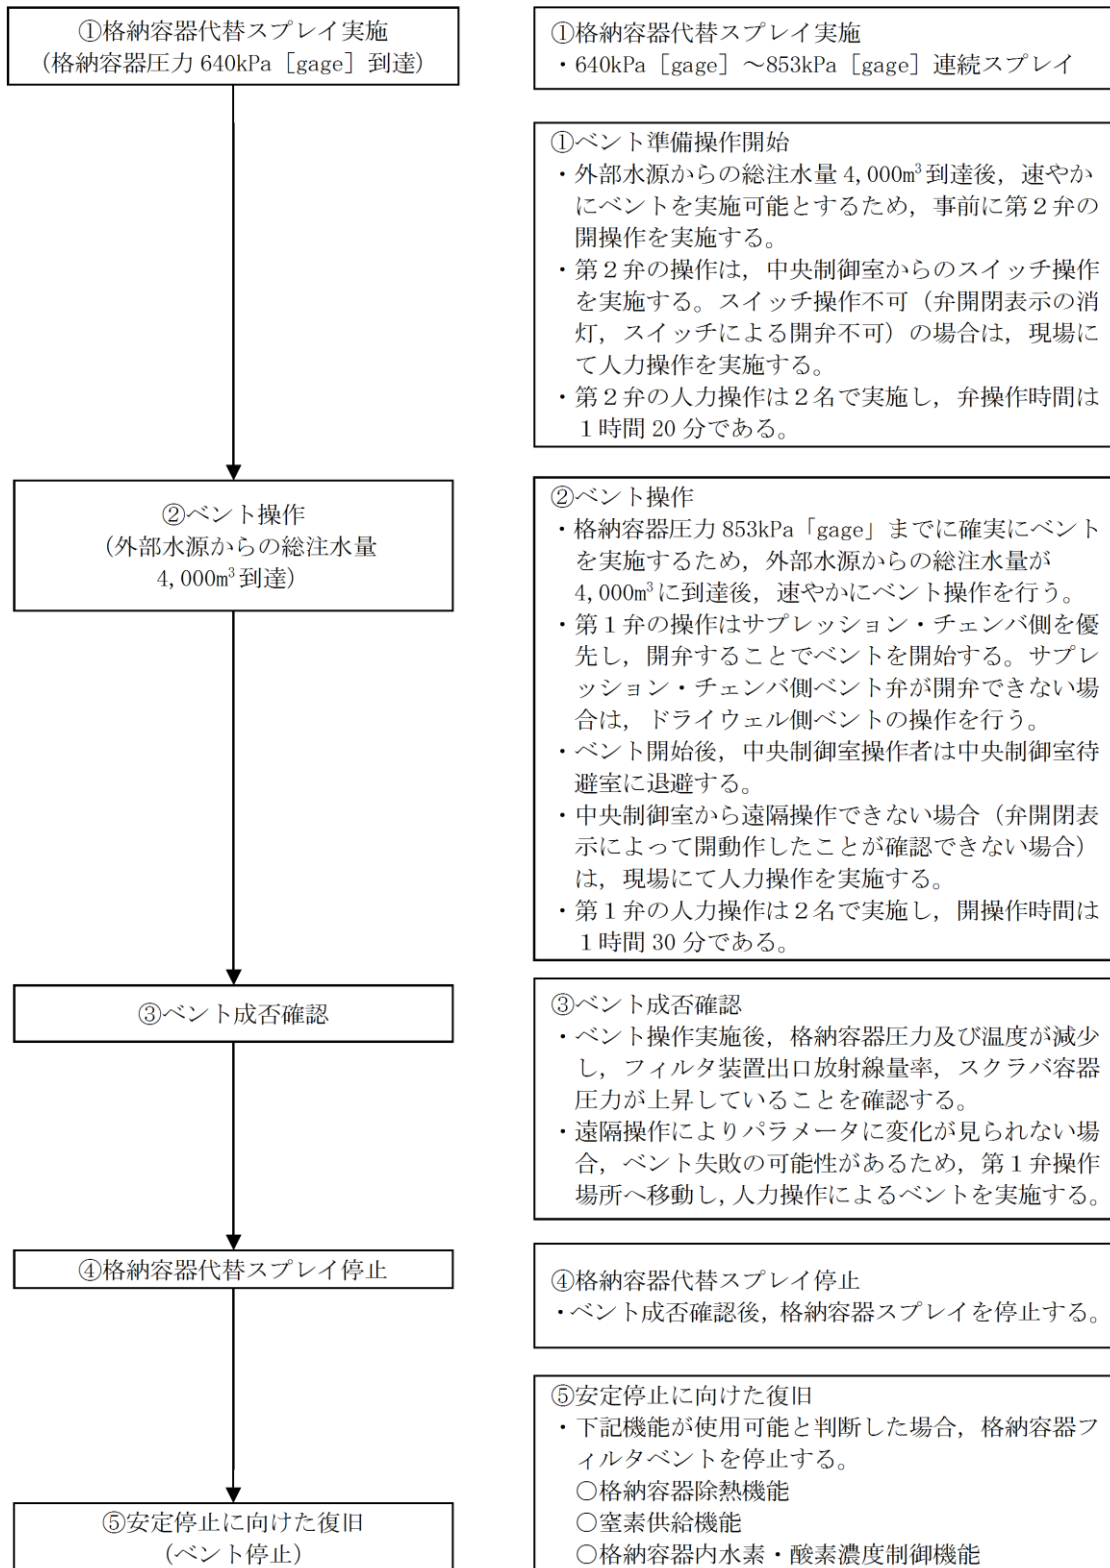 ①格納容器代替スプレイ実施
(格納容器圧力 640kPa [gage] 到達)
①格納容器代替スプレイ実施
・640kPa [gage] ～853kPa [gage] 連続スプレイ
①ベント準備操作開始
・外部水源からの総注水量 4,000m³到達後，速やか
にベントを実施可能とするため，事前に第２弁の
開操作を実施する。
・第２弁の操作は，中央制御室からのスイッチ操作
を実施する。スイッチ操作不可（弁開閉表示の消
灯，スイッチによる開弁不可）の場合は，現場に
て人力操作を実施する。
・第２弁の人力操作は２名で実施し，弁操作時間は
１時間 20 分である。
②ベント操作
(外部水源からの総注水量
4,000m³到達)
②ベント操作
・格納容器圧力 853kPa「gage」までに確実にベント
を実施するため，外部水源からの総注水量が
4,000m³に到達後，速やかにベント操作を行う。
・第１弁の操作はサプレッション・チェンバ側を優
先し，開弁することでベントを開始する。サプレ
ッション・チェンバ側ベント弁が開弁できない場
合は，ドライウェル側ベントの操作を行う。
・ベント開始後，中央制御室操作者は中央制御室待
避室に退避する。
・中央制御室から遠隔操作できない場合（弁開閉表
示によって開動作したことが確認できない場合）
は，現場にて人力操作を実施する。
・第１弁の人力操作は２名で実施し，開操作時間は
１時間 30 分である。
③ベント成否確認
③ベント成否確認
・ベント操作実施後，格納容器圧力及び温度が減少
し，フィルタ装置出口放射線量率，スクラバ容器
圧力が上昇していることを確認する。
・遠隔操作によりパラメータに変化が見られない場
合，ベント失敗の可能性があるため，第１弁操作
場所へ移動し，人力操作によるベントを実施する。
④格納容器代替スプレイ停止
④格納容器代替スプレイ停止
・ベント成否確認後，格納容器スプレイを停止する。
⑤安定停止に向けた復旧
(ベント停止)
⑤安定停止に向けた復旧
・下記機能が使用可能と判断した場合，格納容器フ
ィルタベントを停止する。
○格納容器除熱機能
○窒素供給機能
○格納容器内水素・酸素濃度制御機能